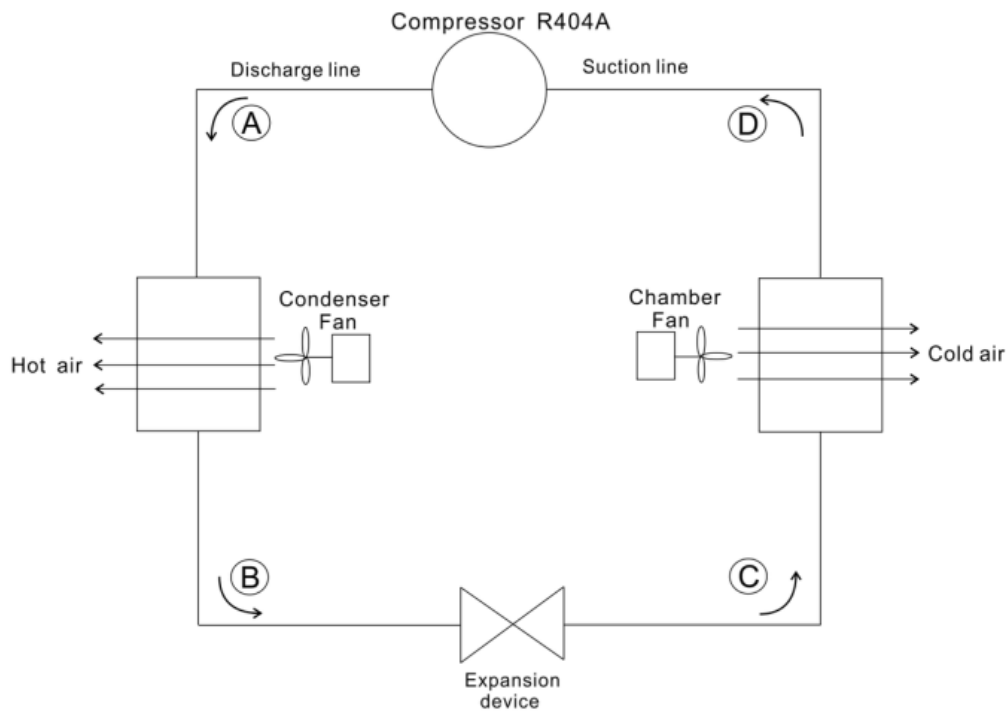 Compressor R404A
Discharge line
Suction line
A
D
Condenser
Fan
Chamber
Fan
Hot air
Cold air
B
C
Expansion
device